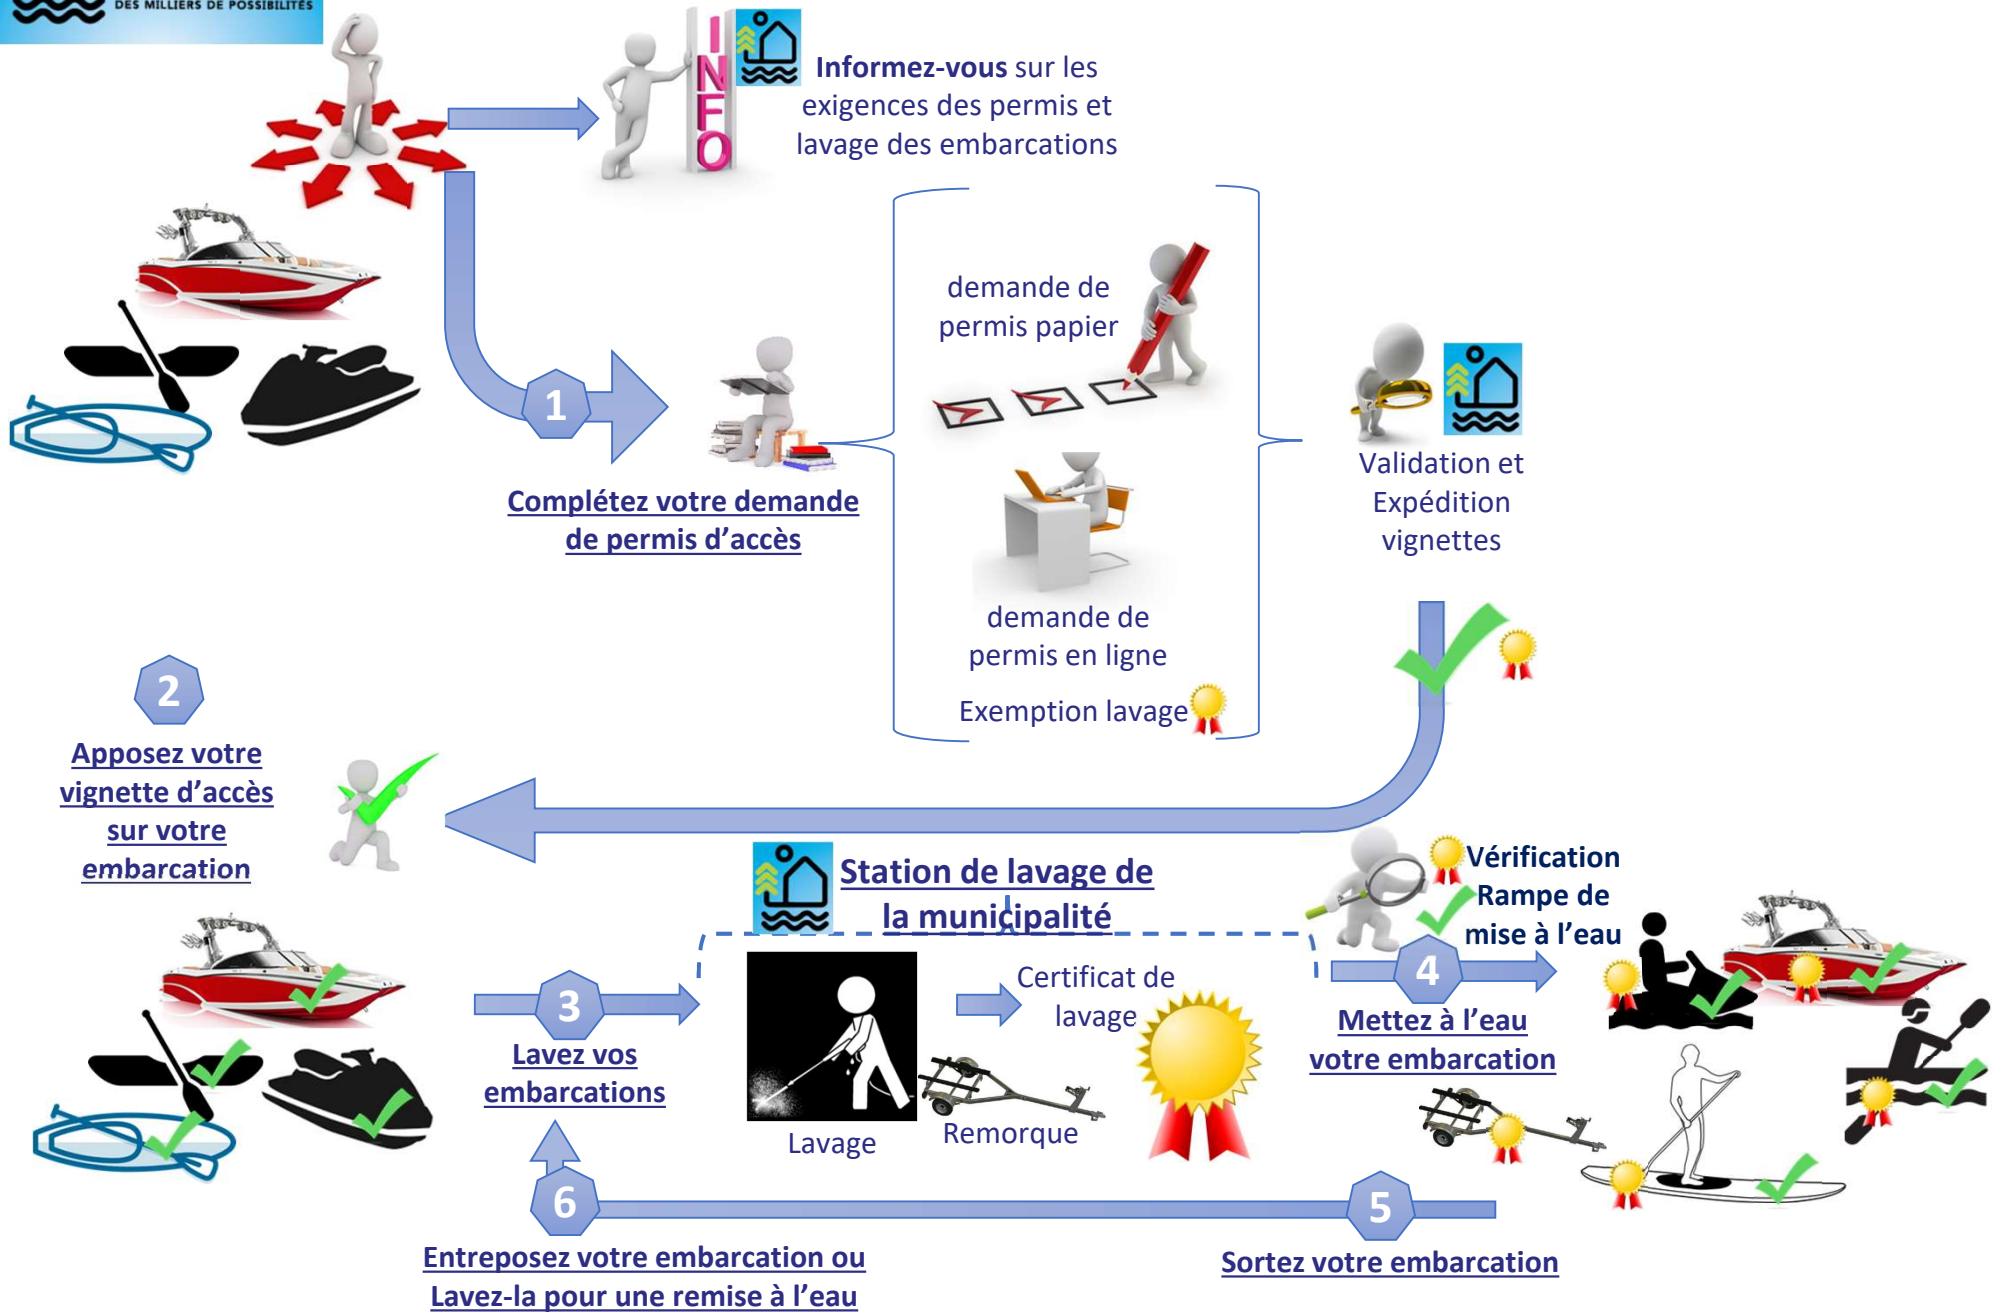 DES MILLIERS DE POSSIBILITÉS
INFO
Informez-vous sur les
exigences des permis et
lavage des embarcations
1
Complétez votre demande
de permis d'accès
demande de
permis papier
demande de
permis en ligne
Exemption lavage
Validation et
Expédition
vignettes
2
Apposez votre
vignette d'accès
sur votre
embarcation
3
Lavez vos
embarcations
Station de lavage de
la municipalité
Lavage
Certificat de
lavage
Remorque
Vérification
Rampe de
mise à l'eau
4
Mettez à l'eau
votre embarcation
5
Sortez votre embarcation
6
Entreposez votre embarcation ou
Lavez-la pour une remise à l'eau